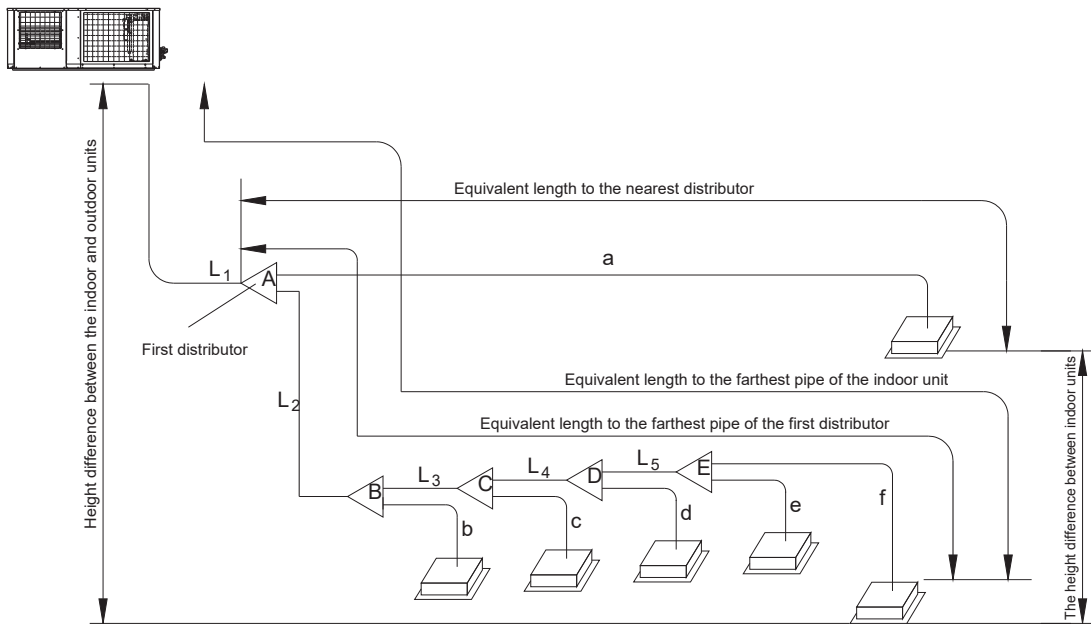 Equivalent length to the nearest distributor
Height difference between the indoor and outdoor units
a
L1
A
First distributor
Equivalent length to the farthest pipe of the indoor unit
L2
Equivalent length to the farthest pipe of the first distributor
The height difference between indoor units
L3
L4
L5
B
C
D
E
b
c
d
e
f